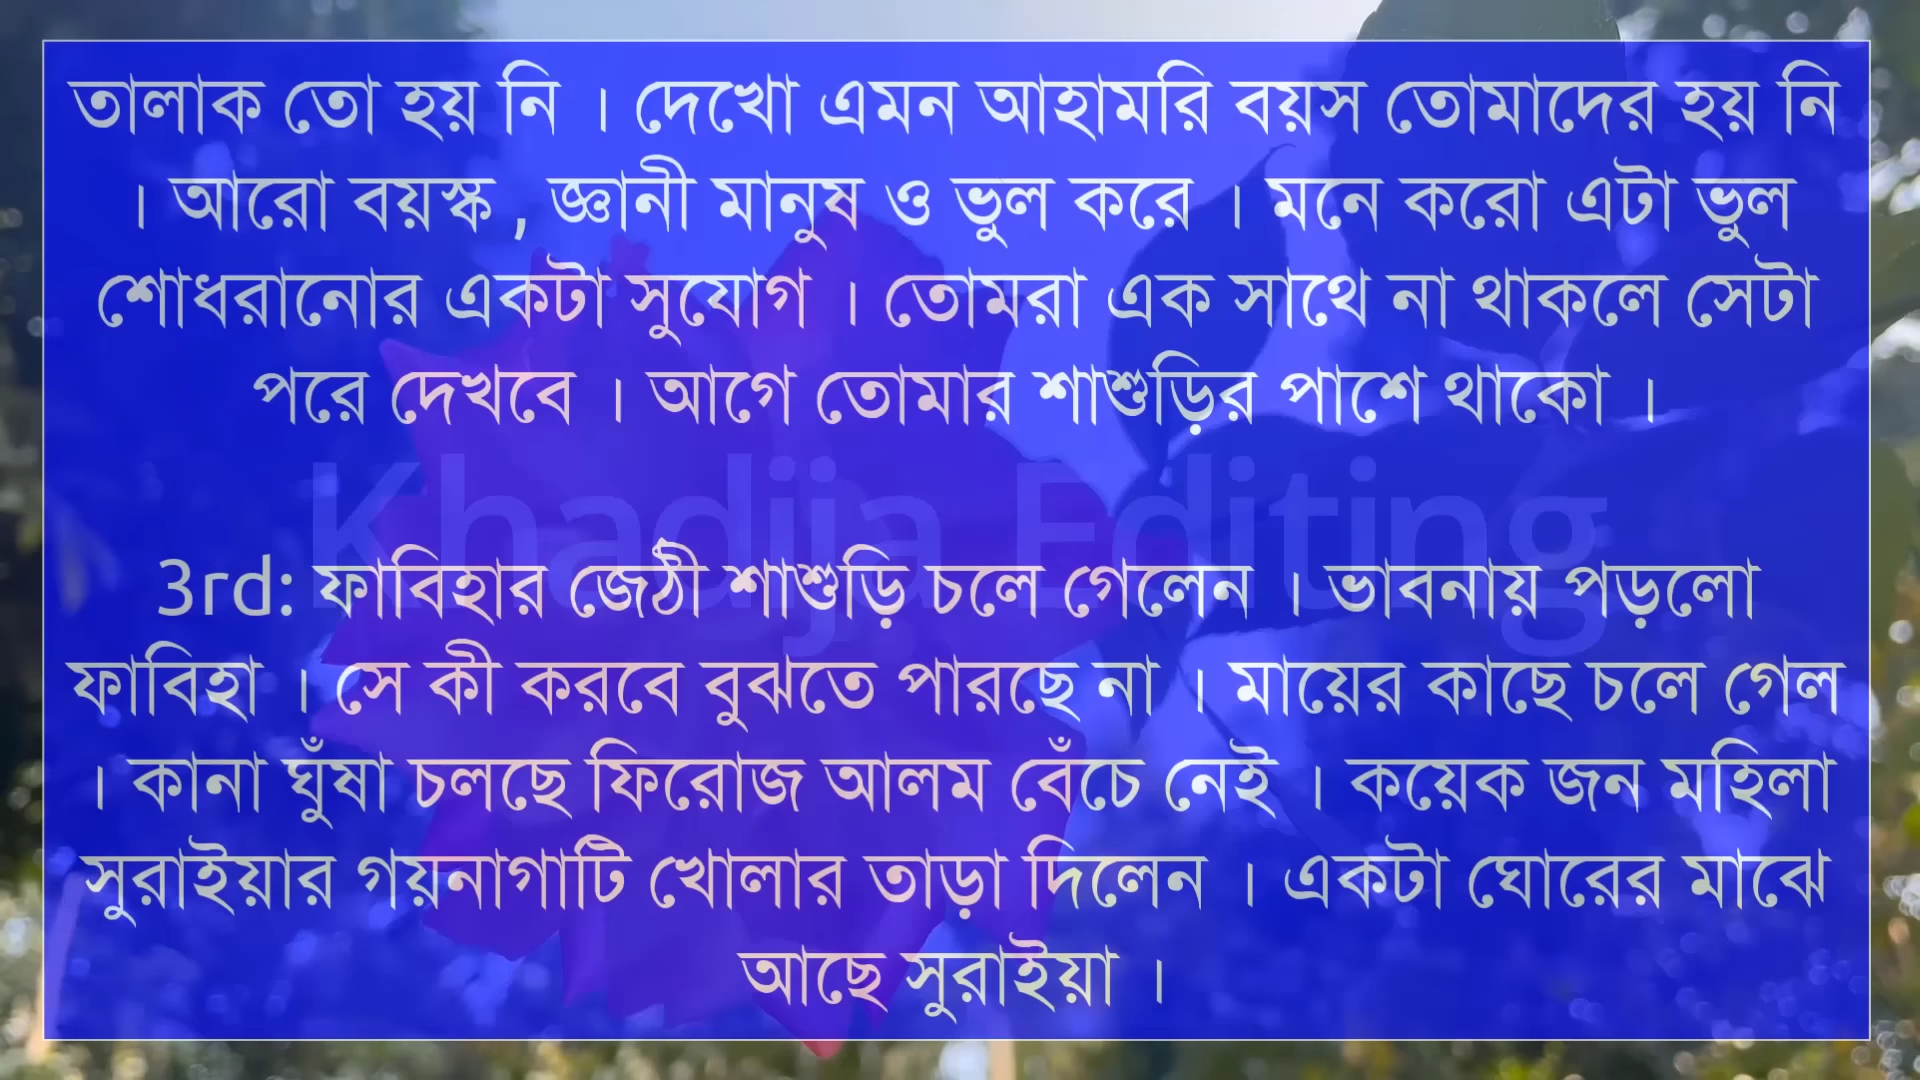 তালাক তো হয় নি । দেখো এমন আহামরি বয়স তোমাদের হয় নি
। আরো বয়স্ক , জ্ঞানী মানুষ ও ভুল করে । মনে করো এটা ভুল
শোধরানোর একটা সুযোগ । তোমরা এক সাথে না থাকলে সেটা
পরে দেখবে । আগে তোমার শাশুড়ির পাশে থাকো ।
Khadija Editing
3rd: ফাবিহার জেঠী শাশুড়ি চলে গেলেন । ভাবনায় পড়লো
ফাবিহা । সে কী করবে বুঝতে পারছে না । মায়ের কাছে চলে গেল
। কানা ঘুঁষা চলছে ফিরোজ আলম বেঁচে নেই । কয়েক জন মহিলা
সুরাইয়ার গয়নাগাটি খোলার তাড়া দিলেন । একটা ঘোরের মাঝে
আছে সুরাইয়া ।